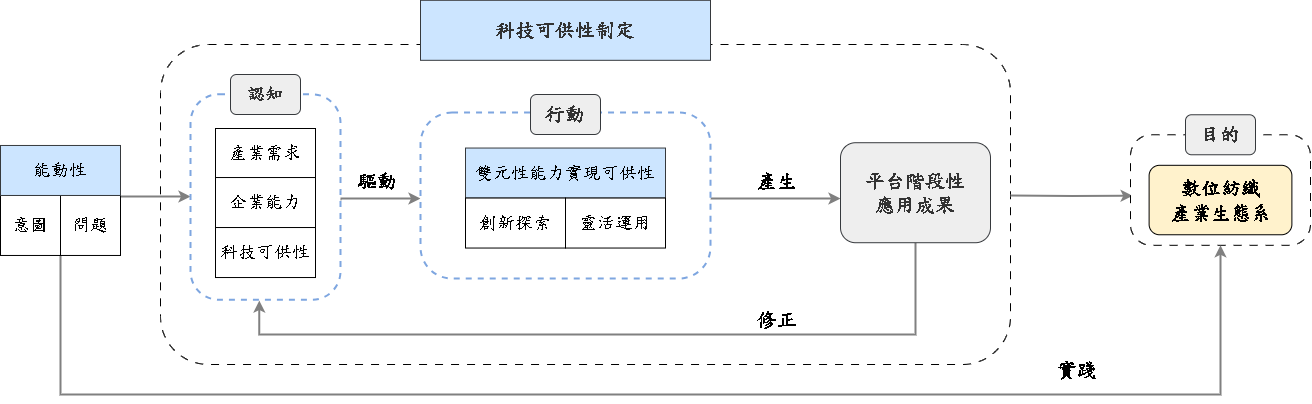 科技可供性制定
認知
行動
目的
能動性
意圖
問題
產業需求
企業能力
科技可供性
驅動
雙元性能力實現可供性
創新探索
靈活運用
產生
平台階段性
應用成果
數位紡織
產業生態系
修正
實踐